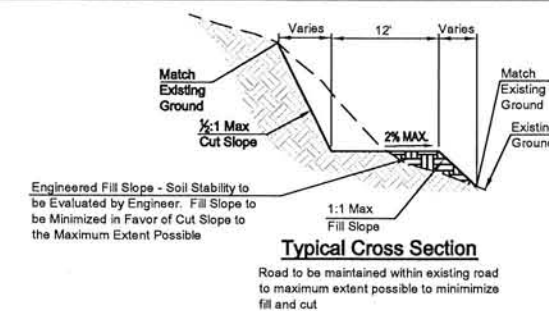 Varies
12'
Varies
Match
Existing
Ground
Match
Existing
Ground
½:1 Max
Cut Slope
2% MAX.
Existin
Ground
Engineered Fill Slope - Soil Stability to
be Evaluated by Engineer. Fill Slope to
be Minimized in Favor of Cut Slope to
the Maximum Extent Possible
1:1 Max
Fill Slope
Typical Cross Section
Road to be maintained within existing road
to maximum extent possible to minimimize
fill and cut